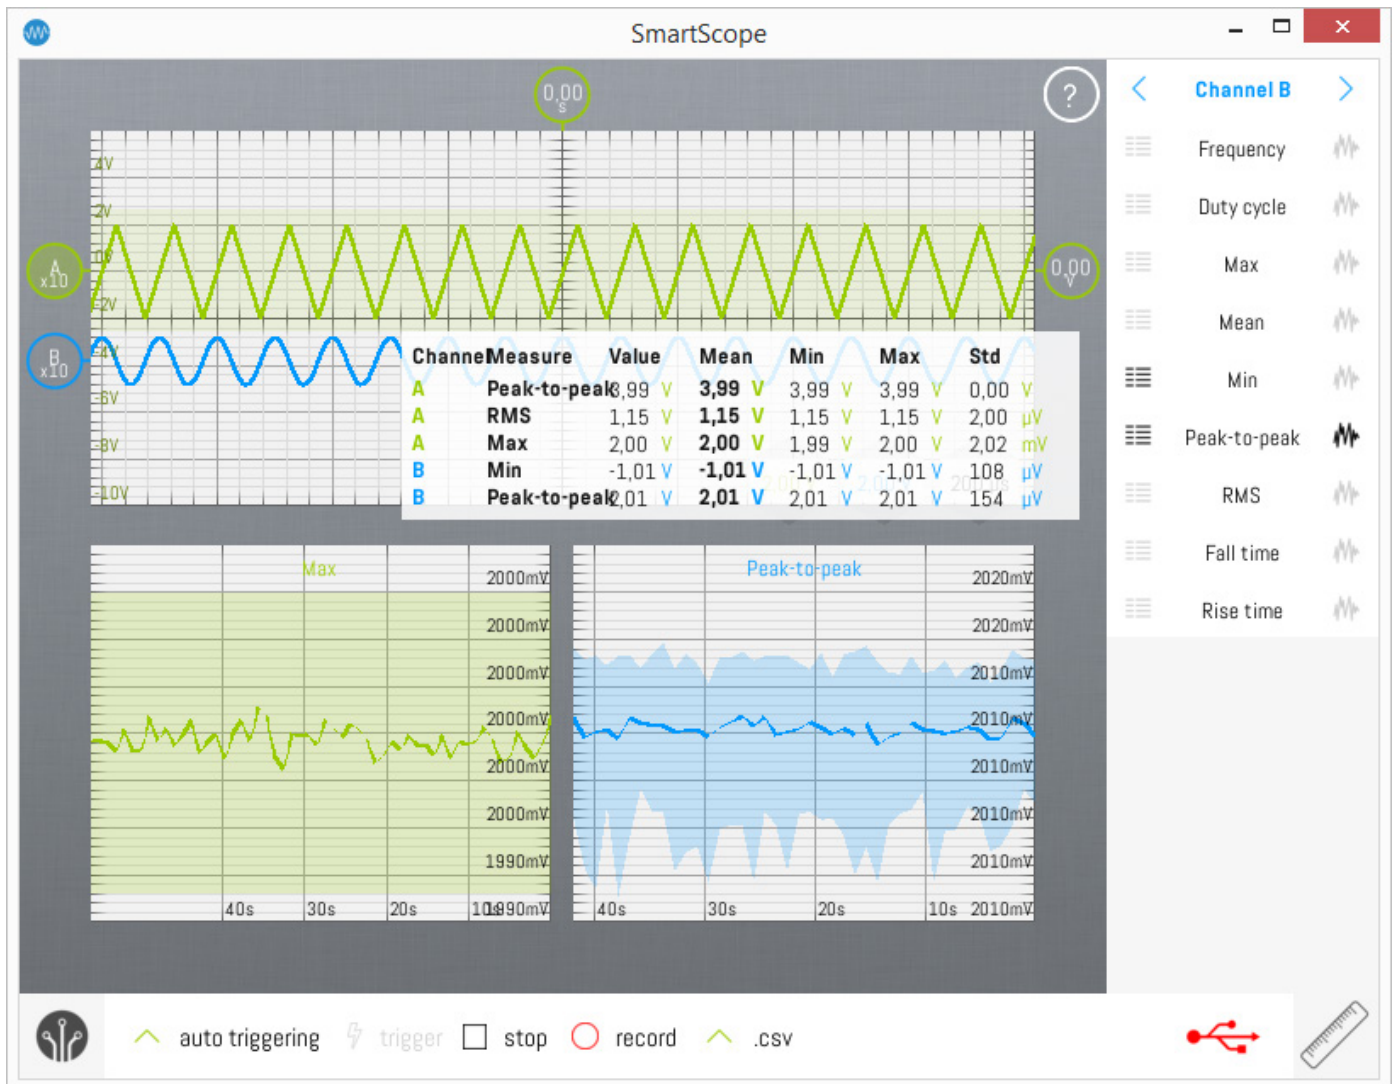 SmartScope
0,00
s
?
Channel B
4V
2V
0V
-2V
-4V
-6V
-8V
-10V
A
x10
B
x10
0,00
V
Channel Measure Value Mean Min Max Std
A Peak-to-peak 3,99 V 3,99 V 3,99 V 3,99 V 0,00 V
A RMS 1,15 V 1,15 V 1,15 V 1,15 V 2,00 µV
A Max 2,00 V 2,00 V 1,99 V 2,00 V 2,02 mV
B Min -1,01 V -1,01 V -1,01 V -1,01 V 108 µV
B Peak-to-peak 2,01 V 2,01 V 2,01 V 2,01 V 154 µV
Frequency
Duty cycle
Max
Mean
Min
Peak-to-peak
RMS
Fall time
Rise time
Max
2000mV
2000mV
2000mV
2000mV
2000mV
2000mV
1990mV
40s 30s 20s 10s 1990mV
Peak-to-peak
2020mV
2020mV
2010mV
2010mV
2010mV
2010mV
2010mV
40s 30s 20s 10s 2010mV
auto triggering trigger stop record .csv